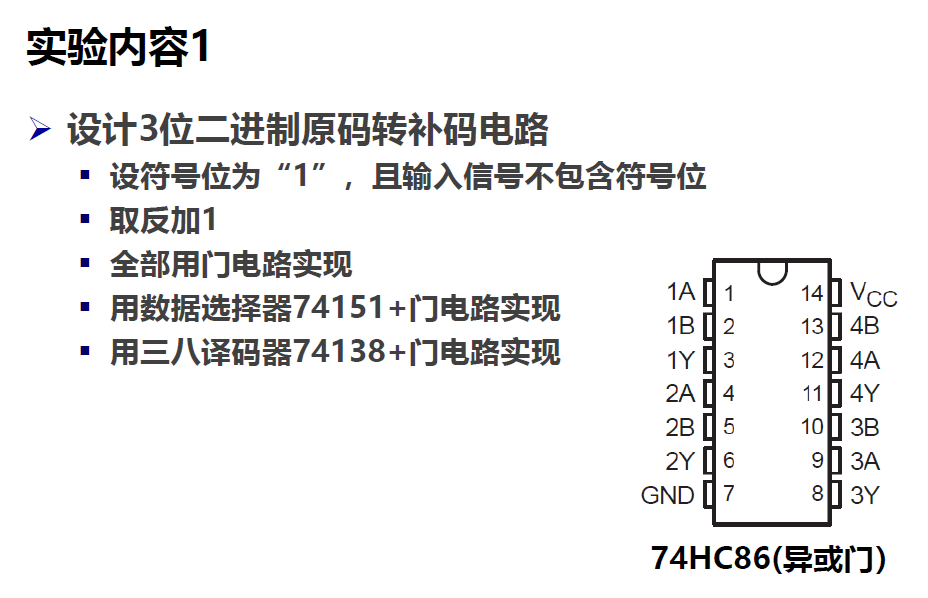 实验内容1
设计3位二进制原码转补码电路
设符号位为“1”，且输入信号不包含符号位
取反加1
全部用门电路实现
用数据选择器74151+门电路实现
用三八译码器74138+门电路实现
1A 1 14 VCC
1B 2 13 4B
1Y 3 12 4A
2A 4 11 4Y
2B 5 10 3B
2Y 6 9 3A
GND 7 8 3Y
74HC86(异或门)